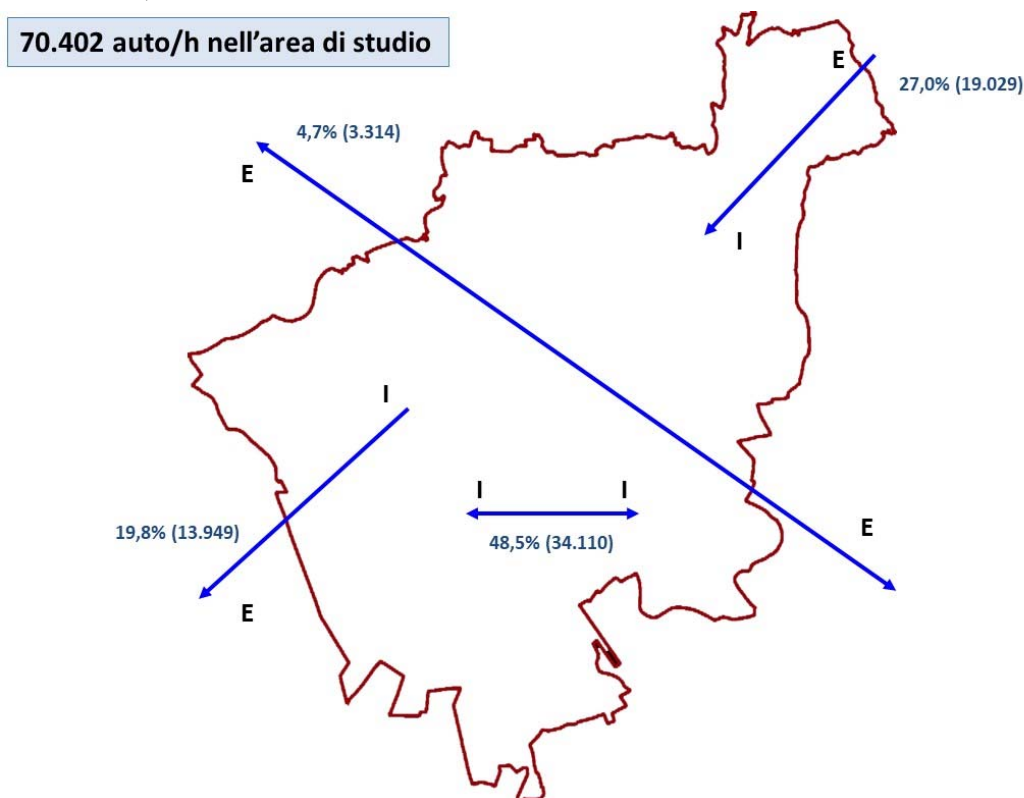 70.402 auto/h nell'area di studio
E
27,0% (19.029)
4,7% (3.314)
E
I
I
I
I
19,8% (13.949)
48,5% (34.110)
E
E